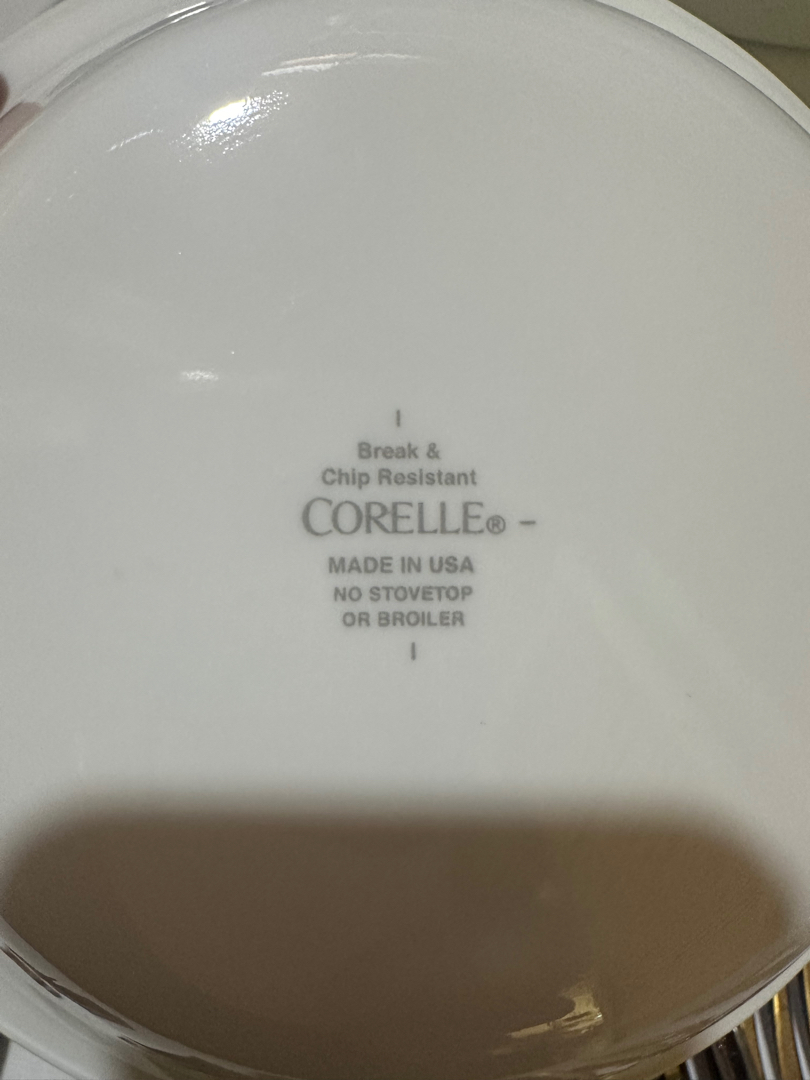 I
Break &
Chip Resistant
CORELLE® -
MADE IN USA
NO STOVETOP
OR BROILER
I